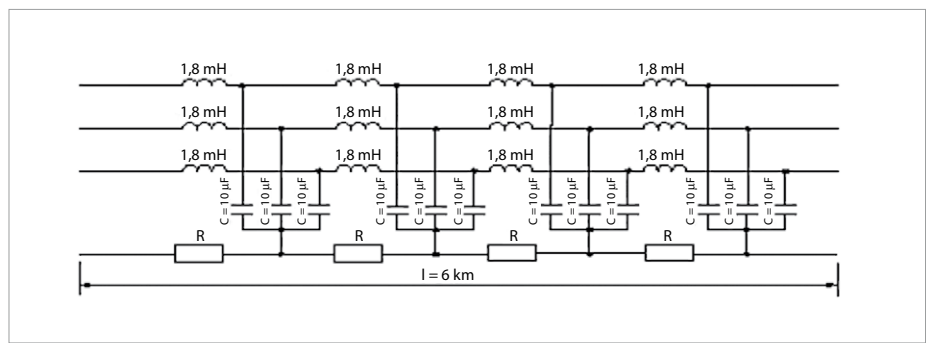 1,8 mH 1,8 mH 1,8 mH 1,8 mH
1,8 mH 1,8 mH 1,8 mH 1,8 mH
1,8 mH 1,8 mH 1,8 mH 1,8 mH
C = 10 µF C = 10 µF C = 10 µF C = 10 µF C = 10 µF C = 10 µF C = 10 µF C = 10 µF C = 10 µF C = 10 µF C = 10 µF C = 10 µF
R R R R
l = 6 km